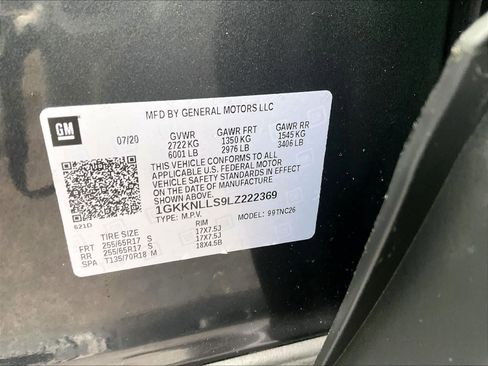 MFD BY GENERAL MOTORS LLC
GM
07/20 GVWR GAWR FRT GAWR RR
2722 KG 1350 KG 1545 KG
6001 LB 2976 LB 3406 LB
THIS VEHICLE CONFORMS TO ALL
APPLICABLE U.S. FEDERAL MOTOR
VEHICLE SAFETY STANDARDS IN EFFECT
ON THE DATE OF MANUFACTURE
SHOWN ABOVE.
1GKKNLLS9LZ222369
621D
TYPE: M.P.V. MODEL: 99TNC26
TIRE SIZE RIM
FRT 255/65R17 S 17X7.5J
RR 255/65R17 S 17X7.5J
SPA T135/70R18 M 18X4.5B